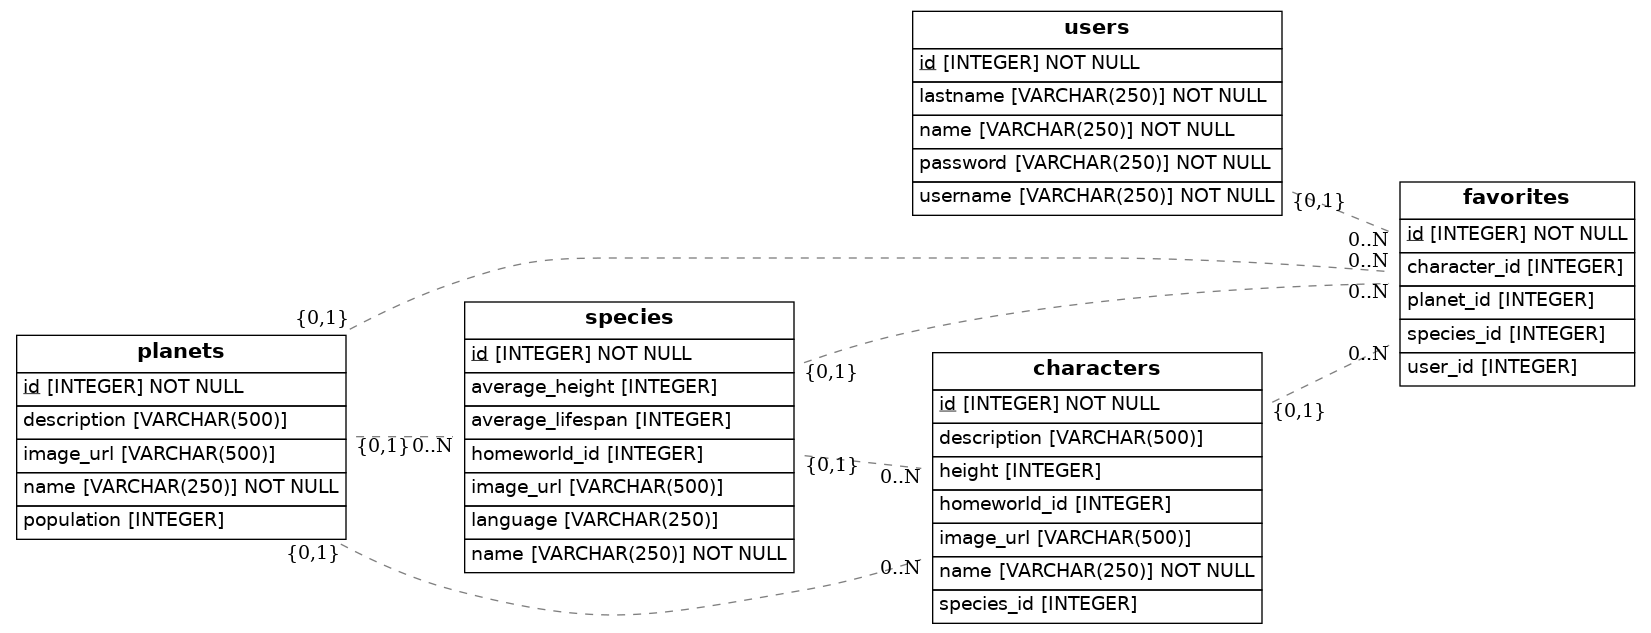 users
id [INTEGER] NOT NULL
lastname [VARCHAR(250)] NOT NULL
name [VARCHAR(250)] NOT NULL
password [VARCHAR(250)] NOT NULL
username [VARCHAR(250)] NOT NULL
{0,1}
0..N
0..N
0..N
0..N
favorites
id [INTEGER] NOT NULL
character_id [INTEGER]
planet_id [INTEGER]
species_id [INTEGER]
user_id [INTEGER]
{0,1}
planets
id [INTEGER] NOT NULL
description [VARCHAR(500)]
image_url [VARCHAR(500)]
name [VARCHAR(250)] NOT NULL
population [INTEGER]
{0,1}
{0,1}
0..N
species
id [INTEGER] NOT NULL
average_height [INTEGER]
average_lifespan [INTEGER]
homeworld_id [INTEGER]
image_url [VARCHAR(500)]
language [VARCHAR(250)]
name [VARCHAR(250)] NOT NULL
{0,1}
{0,1}
0..N
0..N
characters
id [INTEGER] NOT NULL
description [VARCHAR(500)]
height [INTEGER]
homeworld_id [INTEGER]
image_url [VARCHAR(500)]
name [VARCHAR(250)] NOT NULL
species_id [INTEGER]
{0,1}